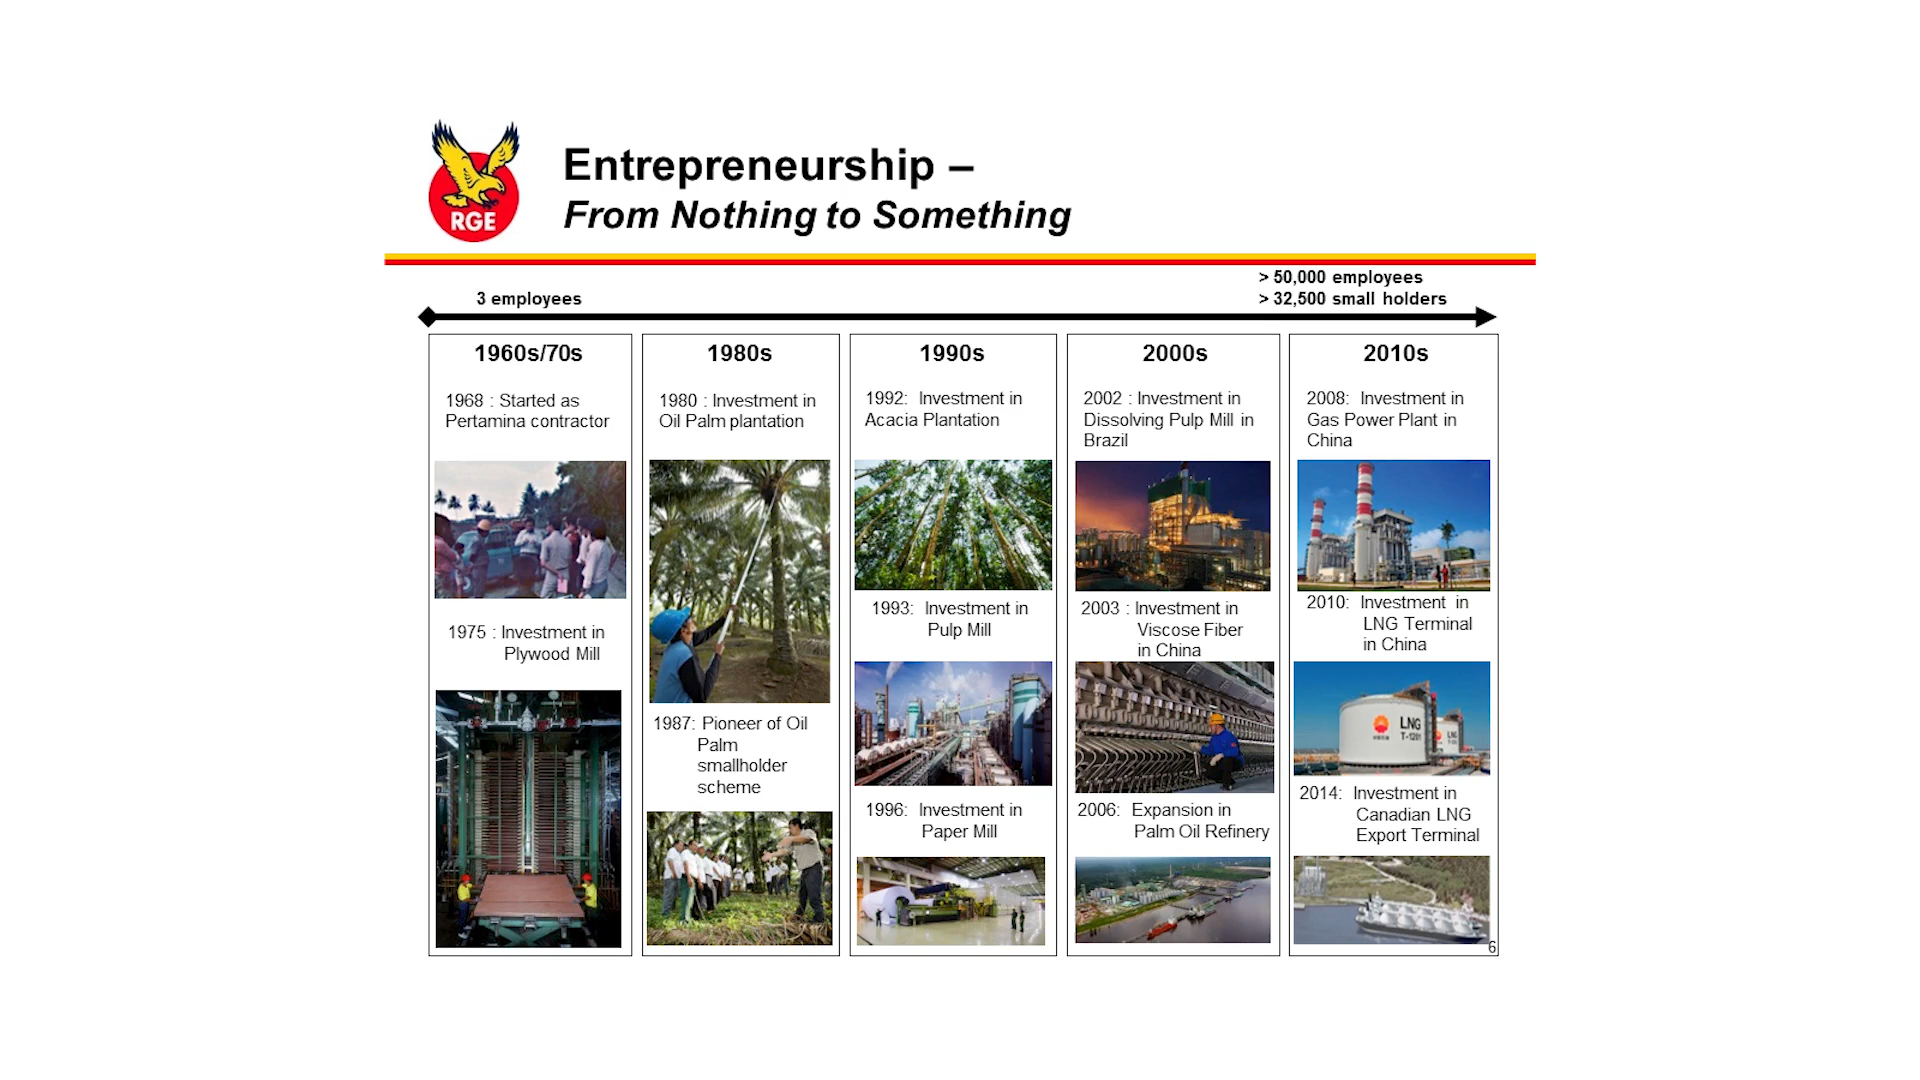 RGE
Entrepreneurship –
From Nothing to Something
3 employees
> 50,000 employees
> 32,500 small holders
1960s/70s
1968 : Started as
Pertamina contractor
1975 : Investment in
Plywood Mill
1980s
1980 : Investment in
Oil Palm plantation
1987: Pioneer of Oil
Palm
smallholder
scheme
1990s
1992: Investment in
Acacia Plantation
1993: Investment in
Pulp Mill
1996: Investment in
Paper Mill
2000s
2002 : Investment in
Dissolving Pulp Mill in
Brazil
2003 : Investment in
Viscose Fiber
in China
2006: Expansion in
Palm Oil Refinery
2010s
2008: Investment in
Gas Power Plant in
China
2010: Investment in
LNG Terminal
in China
LNG
T-1201
LNG
2014: Investment in
Canadian LNG
Export Terminal
6